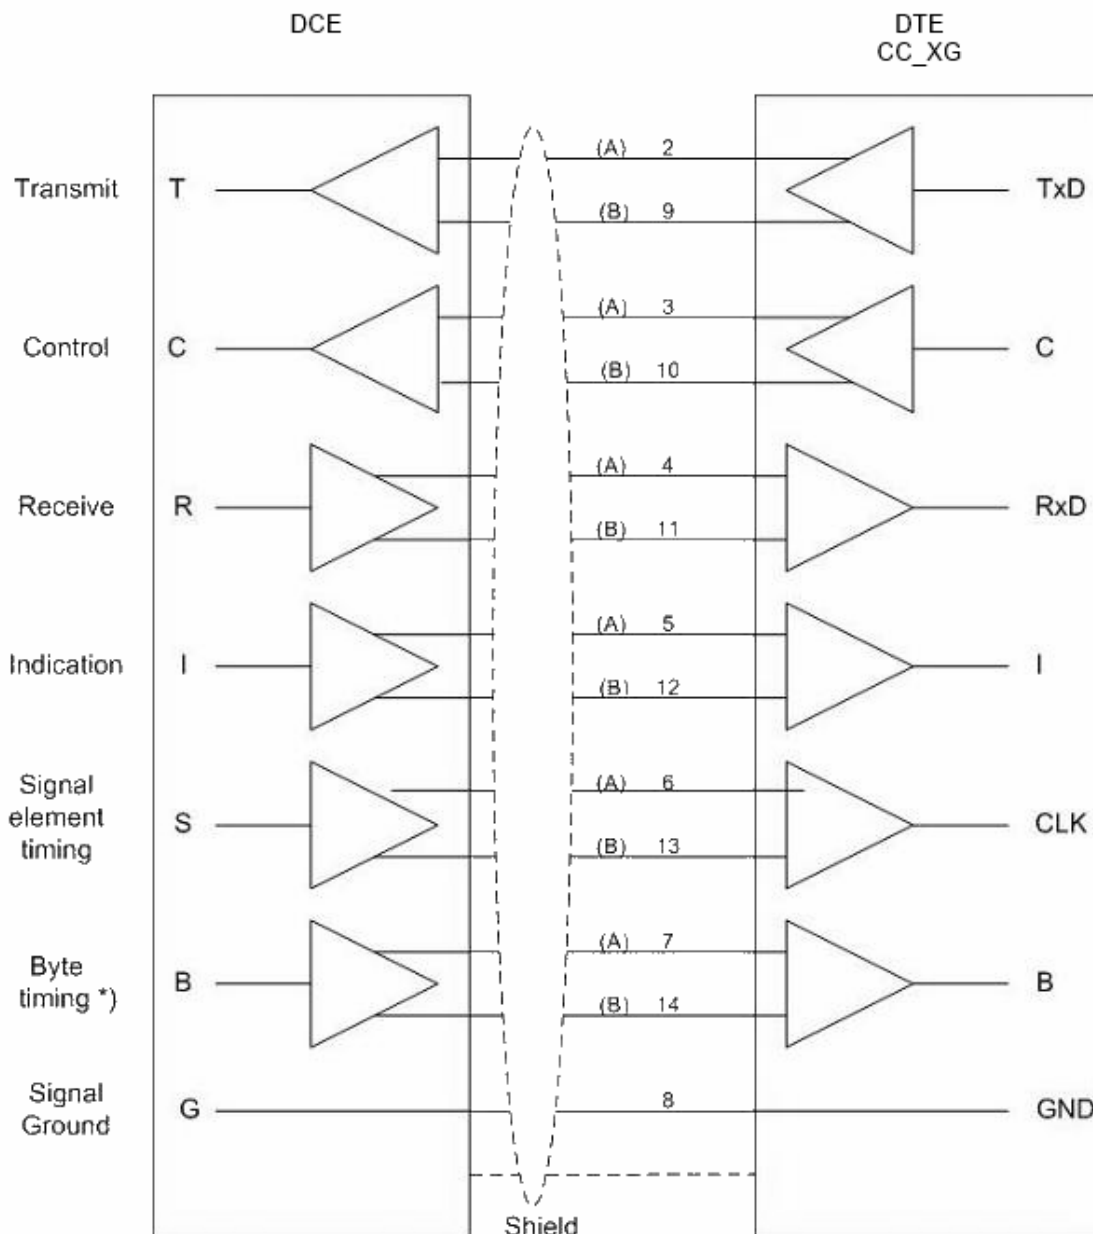 DCE
DTE
CC_XG
(A) 2
Transmit T TxD
(B) 9
(A) 3
Control C C
(B) 10
(A) 4
Receive R RxD
(B) 11
(A) 5
Indication I I
(B) 12
Signal
element
timing
(A) 6
S CLK
(B) 13
Byte
timing *)
(A) 7
B B
(B) 14
Signal
Ground
G 8 GND
Shield